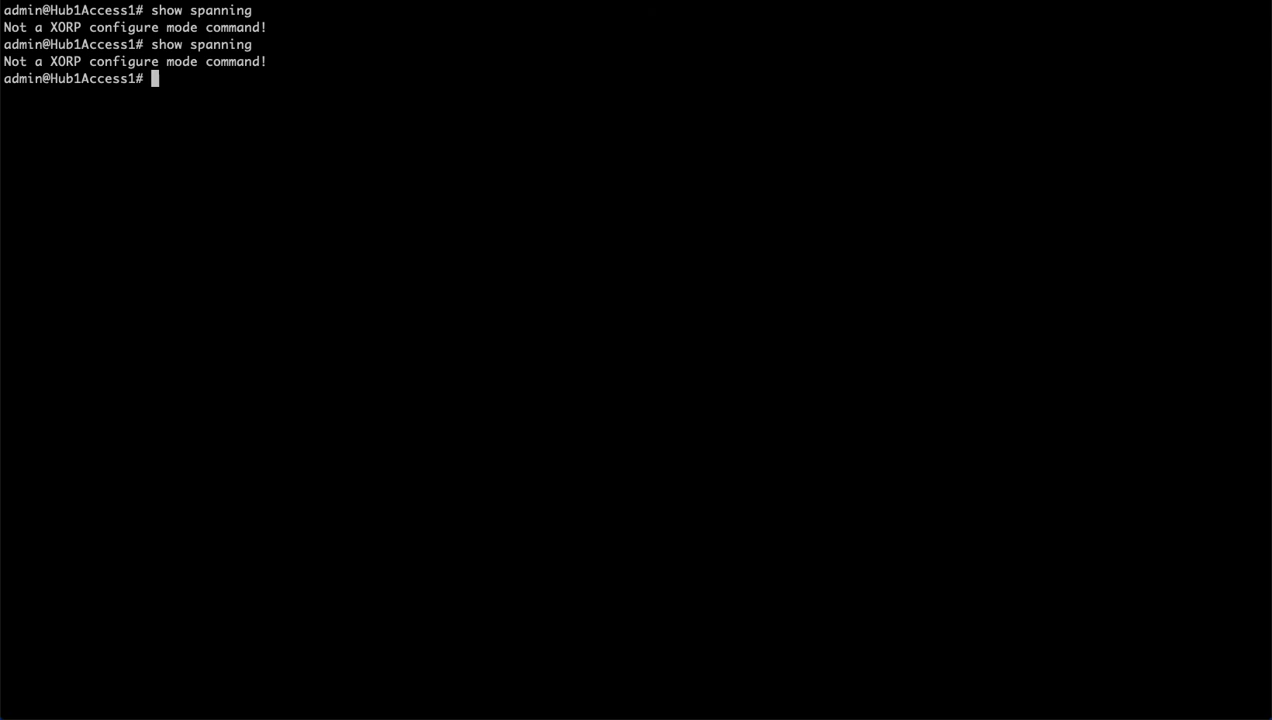 admin@Hub1Access1# show spanning
Not a XORP configure mode command!
admin@Hub1Access1# show spanning
Not a XORP configure mode command!
admin@Hub1Access1#